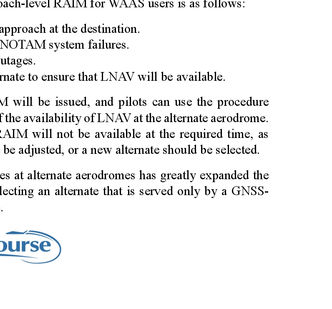 oach-level RAIM for WAAS users is as follows:
approach at the destination.
NOTAM system failures.
utages.
rnate to ensure that LNAV will be available.
M will be issued, and pilots can use the procedure
f the availability of LNAV at the alternate aerodrome.
RAIM will not be available at the required time, as
be adjusted, or a new alternate should be selected.
es at alternate aerodromes has greatly expanded the
lecting an alternate that is served only by a GNSS-
.
ourse